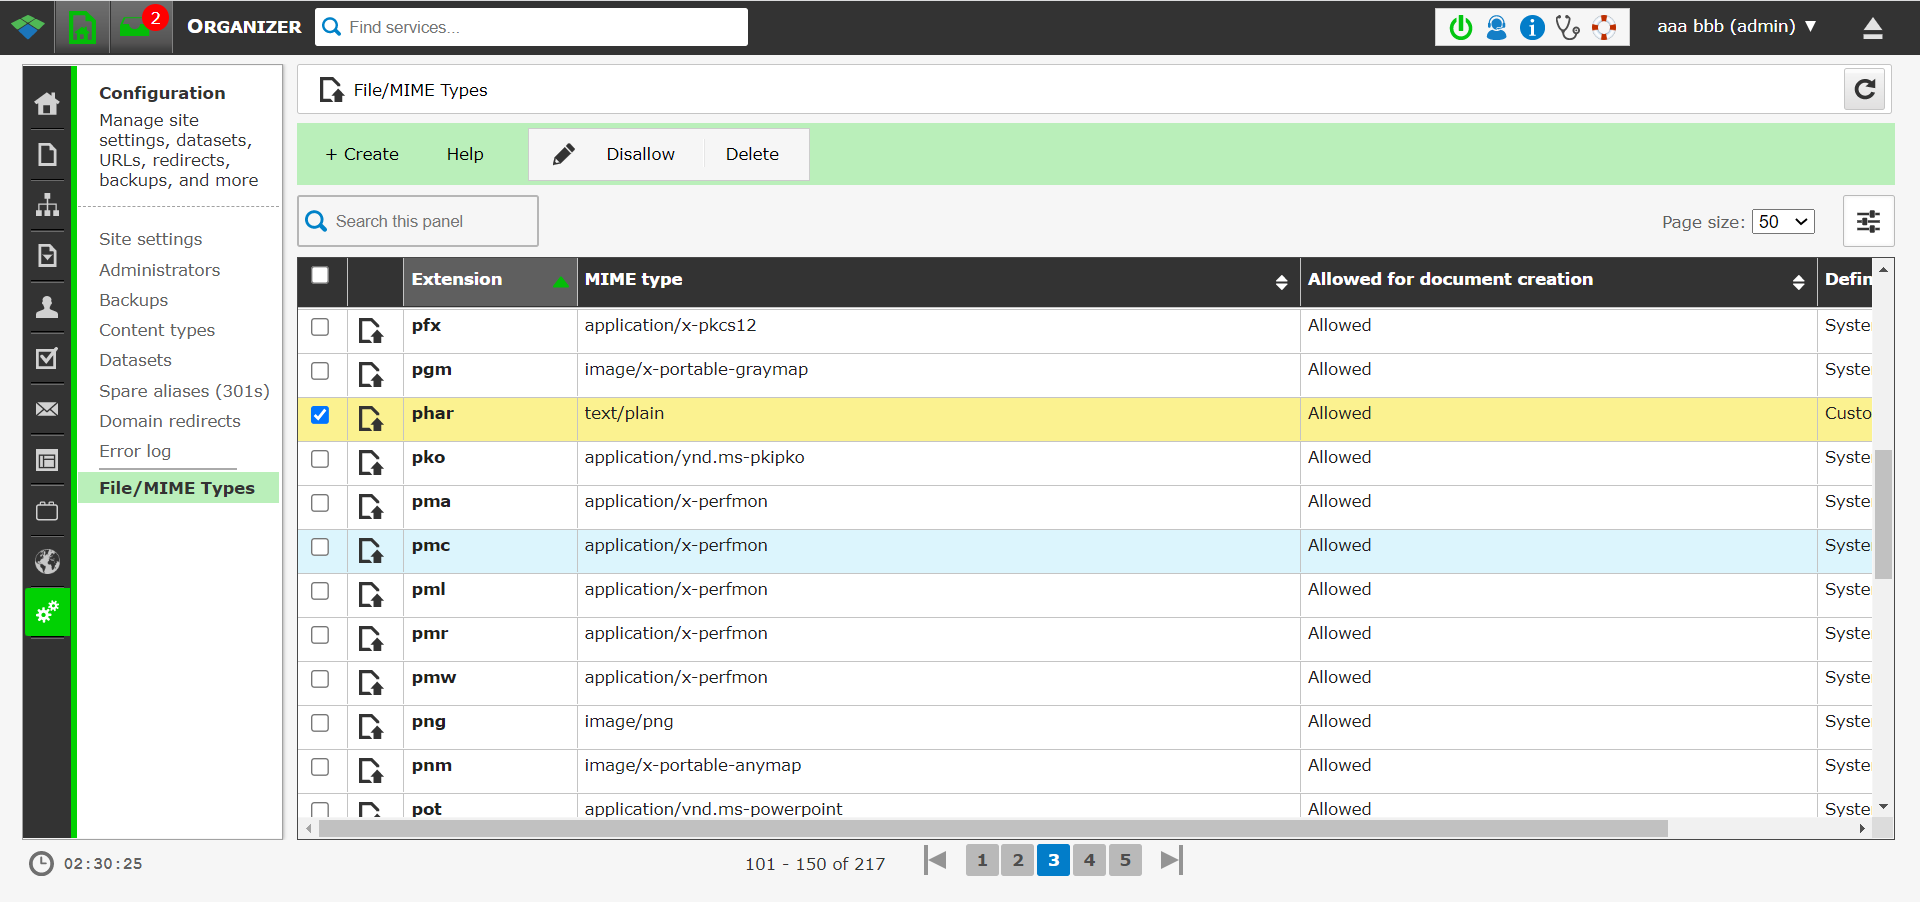 2
ORGANIZER
Find services...
aaa bbb (admin) ▼
Configuration
Manage site
settings, datasets,
URLs, redirects,
backups, and more
Site settings
Administrators
Backups
Content types
Datasets
Spare aliases (301s)
Domain redirects
Error log
File/MIME Types
File/MIME Types
+ Create Help Disallow Delete
Search this panel
Page size: 50
Extension MIME type Allowed for document creation Defin
pfx application/x-pkcs12 Allowed Syste
pgm image/x-portable-graymap Allowed Syste
phar text/plain Allowed Custo
pko application/ynd.ms-pkipko Allowed Syste
pma application/x-perfmon Allowed Syste
pmc application/x-perfmon Allowed Syste
pml application/x-perfmon Allowed Syste
pmr application/x-perfmon Allowed Syste
pmw application/x-perfmon Allowed Syste
png image/png Allowed Syste
pnm image/x-portable-anymap Allowed Syste
pot application/vnd.ms-powerpoint Allowed Syste
02:30:25
101 - 150 of 217
1 2 3 4 5